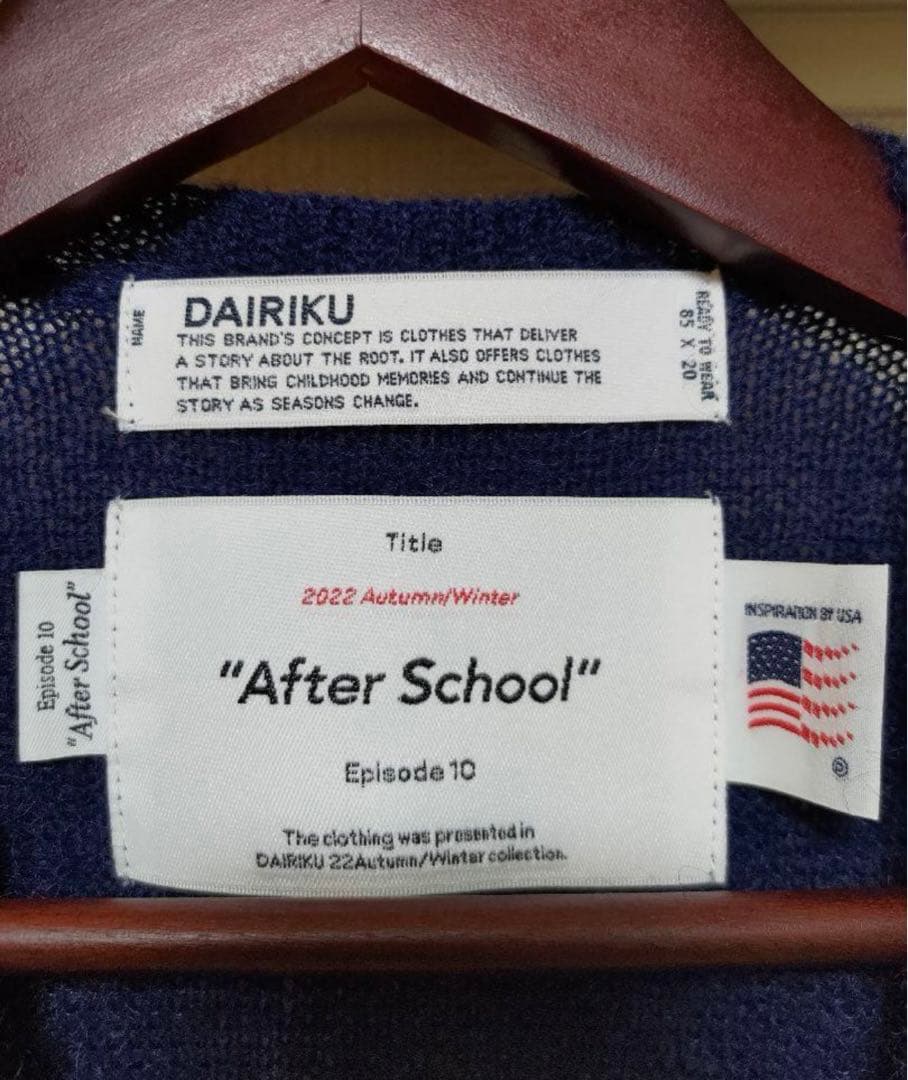 NAME
DAIRIKU
THIS BRAND'S CONCEPT IS CLOTHES THAT DELIVER
A STORY ABOUT THE ROOT. IT ALSO OFFERS CLOTHES
THAT BRING CHILDHOOD MEMORIES AND CONTINUE THE
STORY AS SEASONS CHANGE.
READY TO WEAR
85 X 20
Episode 10
"After School"
Title
2022 Autumn/Winter
"After School"
Episode 10
The clothing was presented in
DAIRIKU 22Autumn/Winter collection.
INSPIRATION BY USA